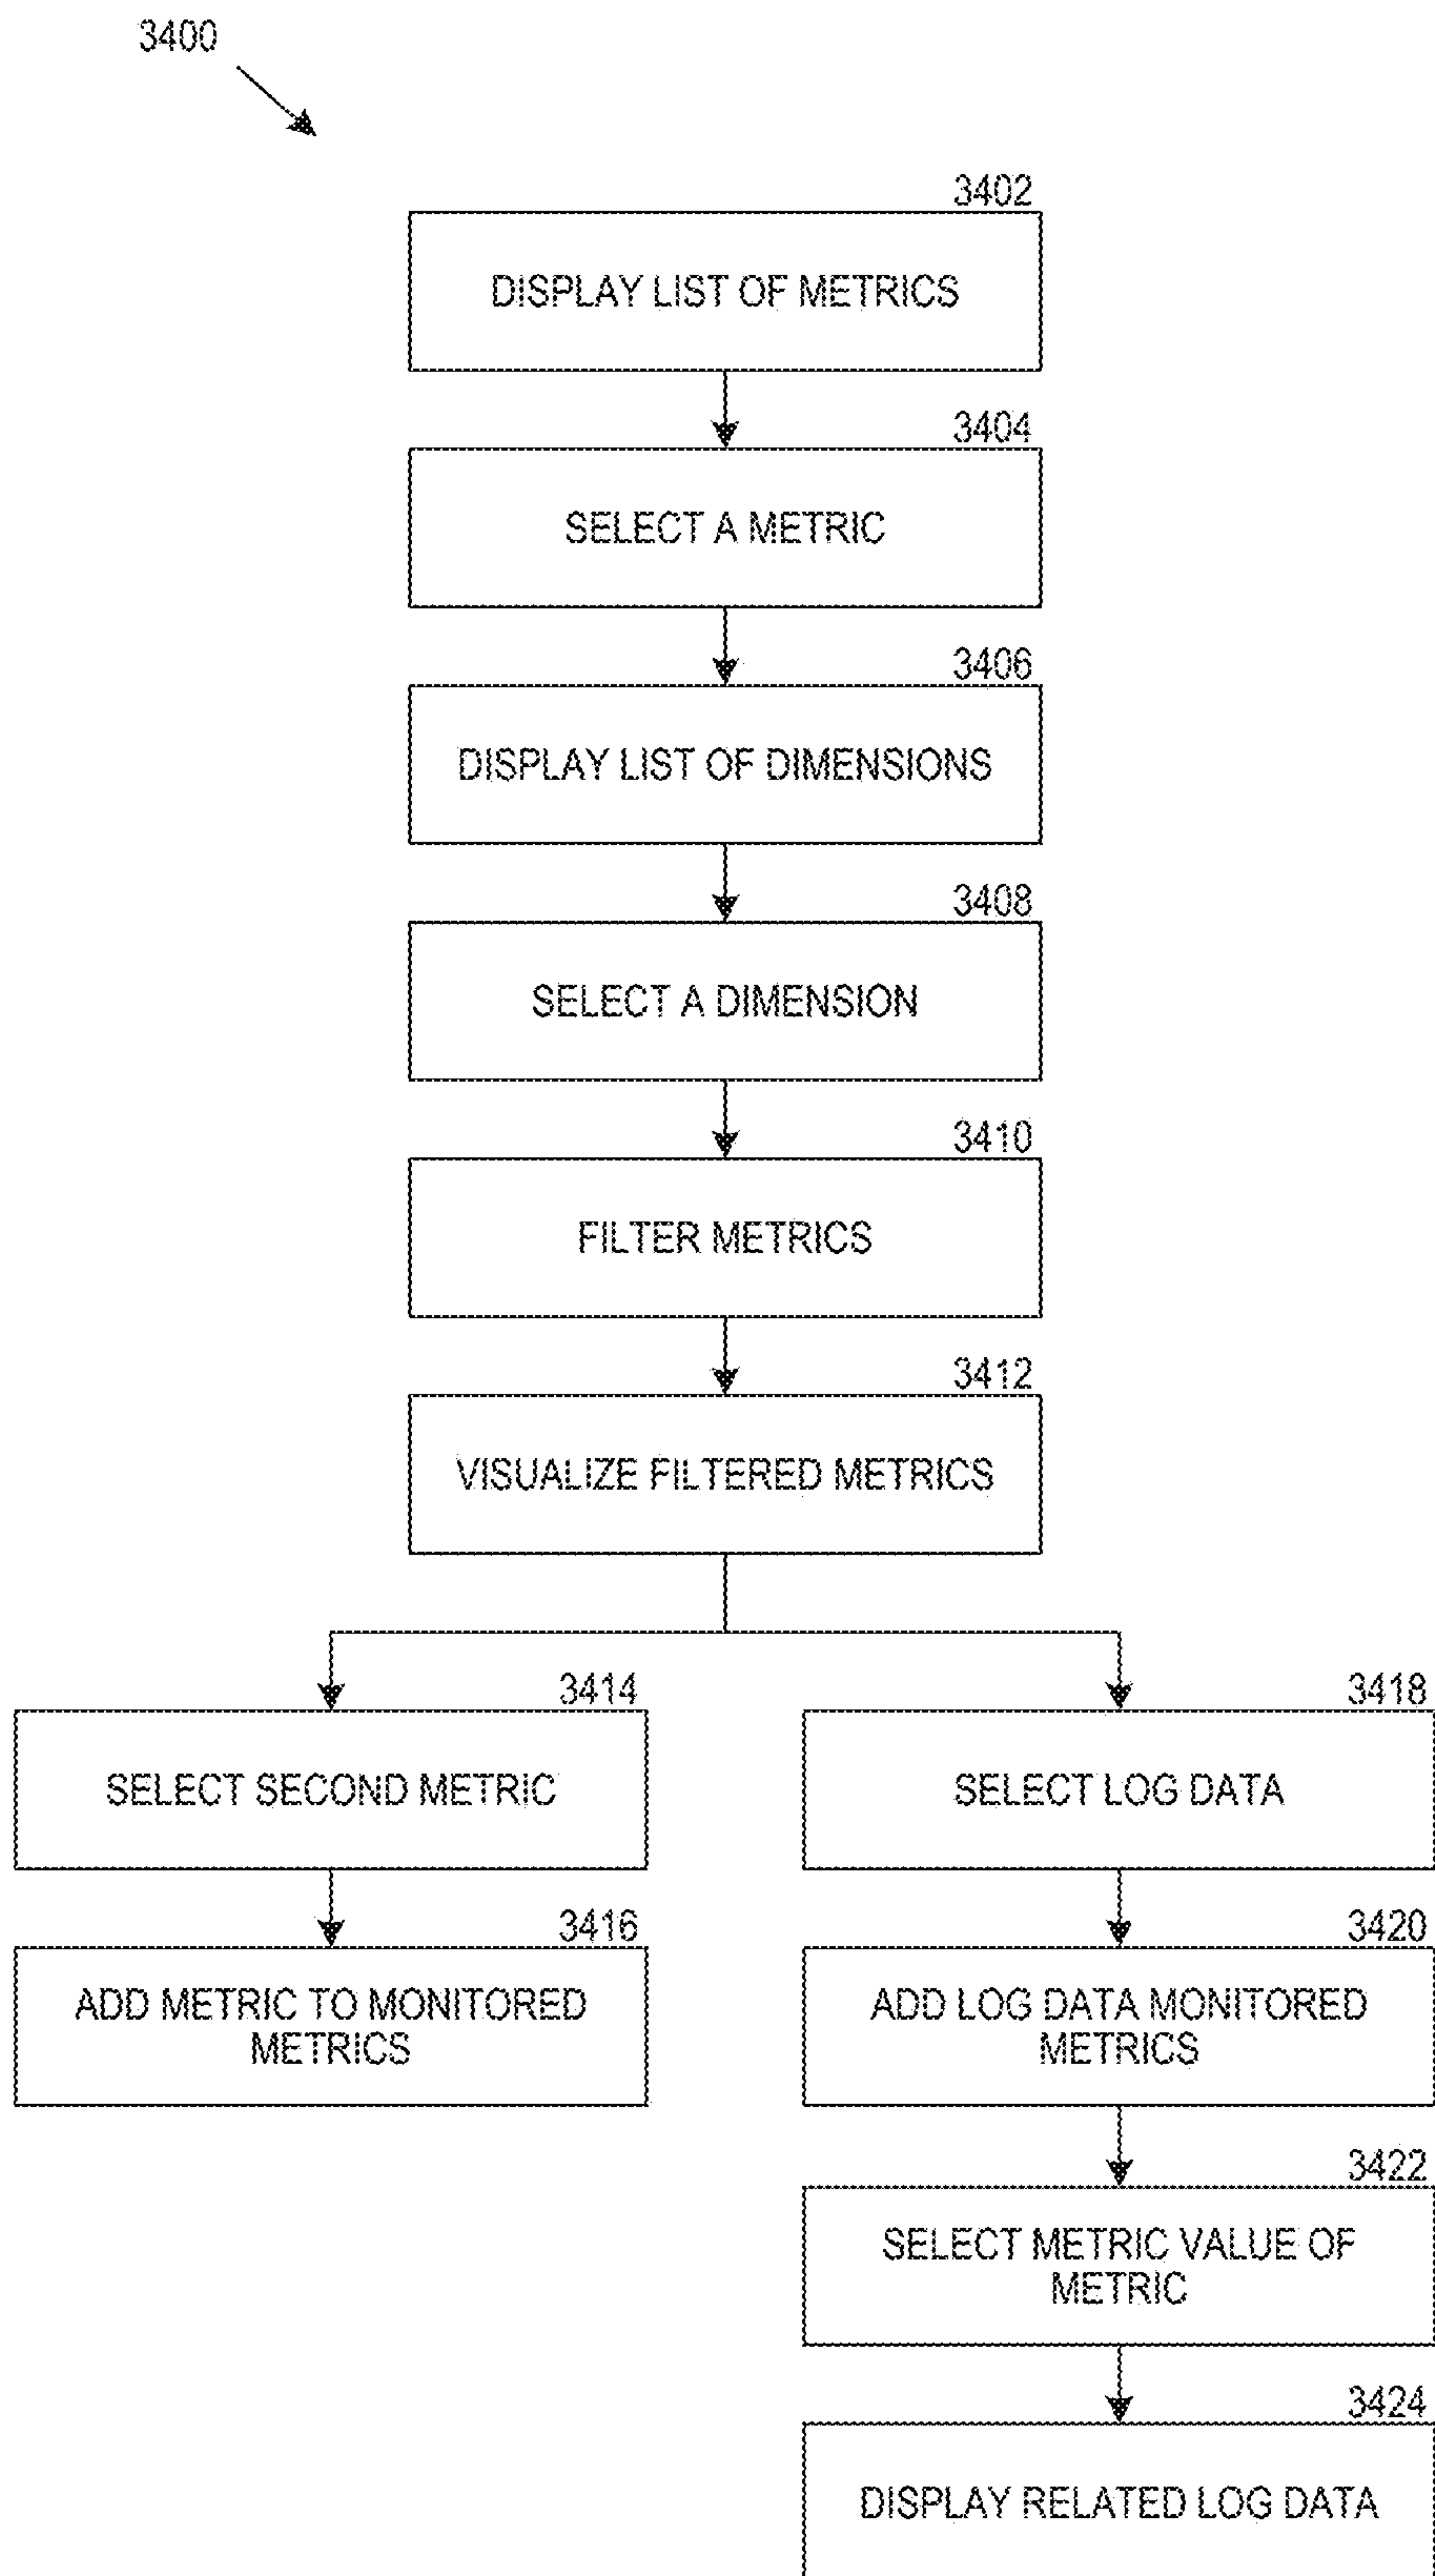 3400
3402
DISPLAY LIST OF METRICS
3404
SELECT A METRIC
3406
DISPLAY LIST OF DIMENSIONS
3408
SELECT A DIMENSION
3410
FILTER METRICS
3412
VISUALIZE FILTERED METRICS
3414
SELECT SECOND METRIC
3416
ADD METRIC TO MONITORED
METRICS
3418
SELECT LOG DATA
3420
ADD LOG DATA MONITORED
METRICS
3422
SELECT METRIC VALUE OF
METRIC
3424
DISPLAY RELATED LOG DATA